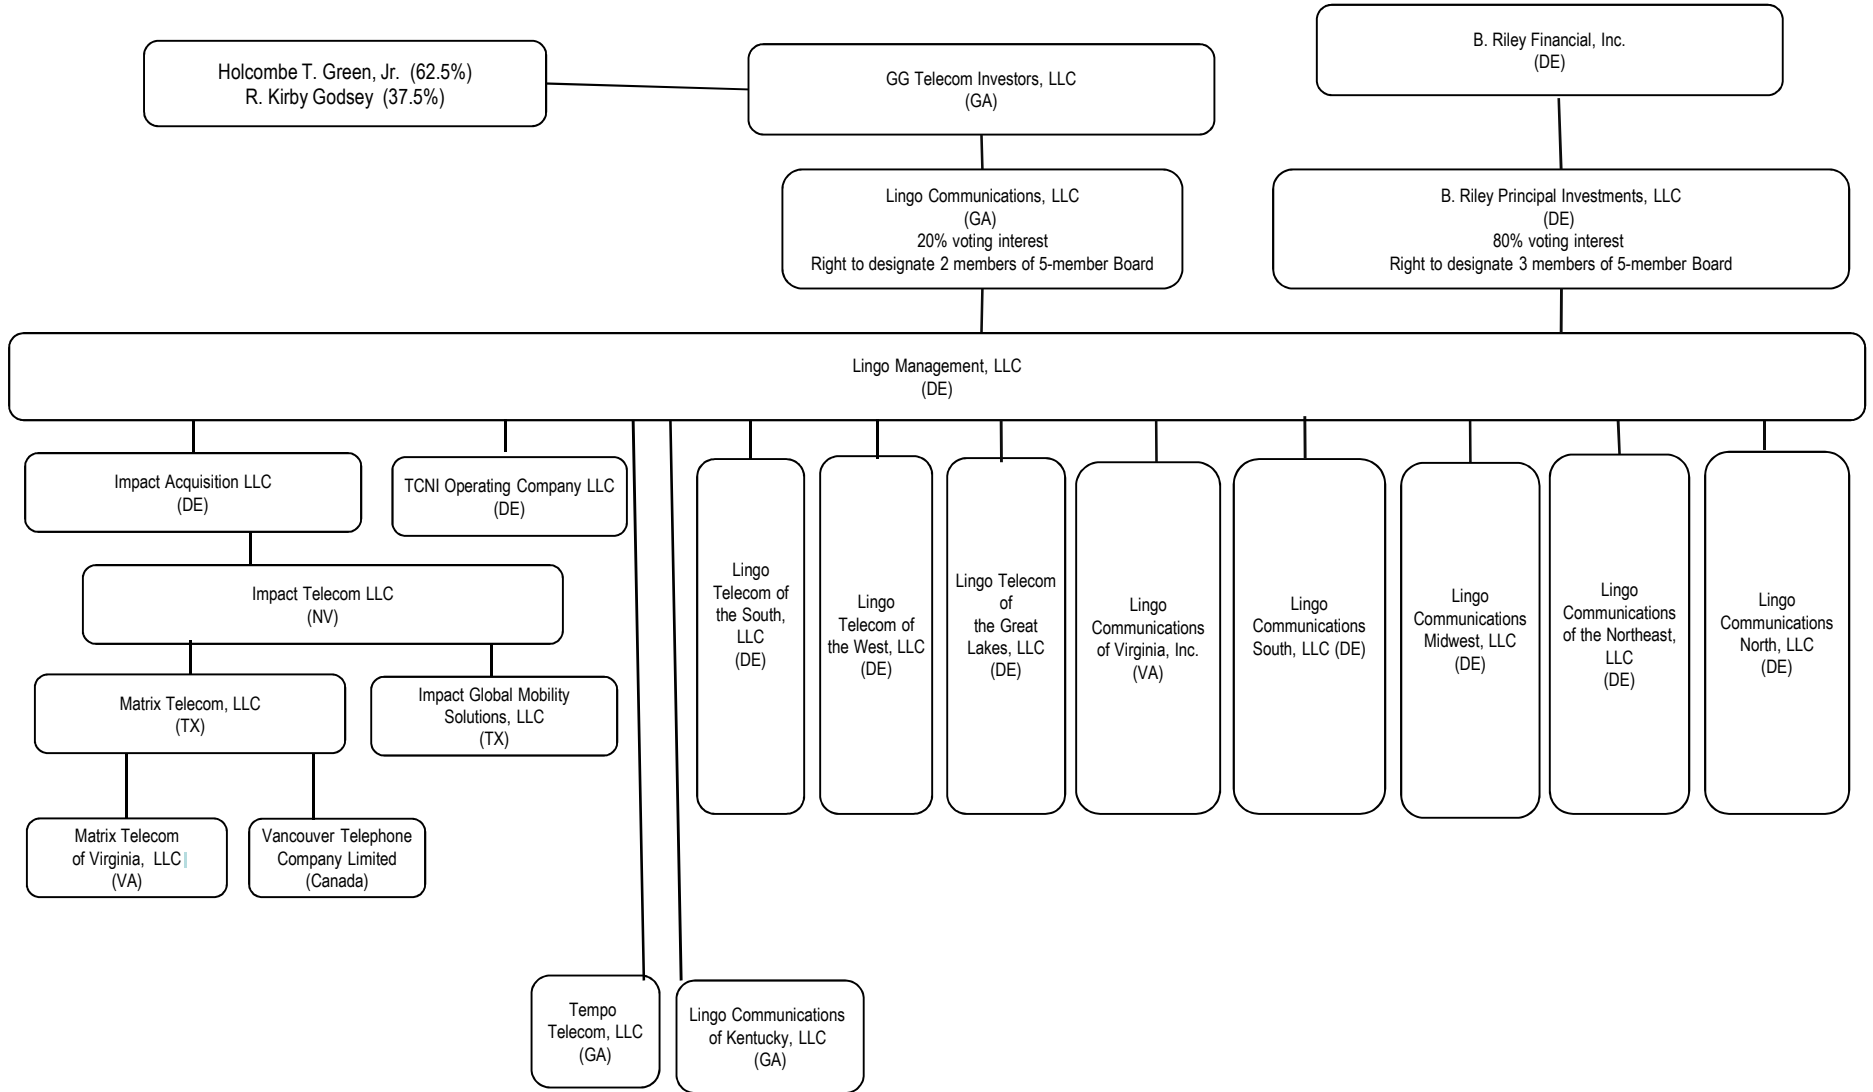 Holcombe T. Green, Jr. (62.5%)
R. Kirby Godsey (37.5%)
GG Telecom Investors, LLC
(GA)
B. Riley Financial, Inc.
(DE)
Lingo Communications, LLC
(GA)
20% voting interest
Right to designate 2 members of 5-member Board
B. Riley Principal Investments, LLC
(DE)
80% voting interest
Right to designate 3 members of 5-member Board
Lingo Management, LLC
(DE)
Impact Acquisition LLC
(DE)
TCNI Operating Company LLC
(DE)
Impact Telecom LLC
(NV)
Matrix Telecom, LLC
(TX)
Impact Global Mobility
Solutions, LLC
(TX)
Matrix Telecom
of Virginia, LLC
(VA)
Vancouver Telephone
Company Limited
(Canada)
Lingo
Telecom of
the South,
LLC
(DE)
Lingo
Telecom of
the West, LLC
(DE)
Lingo Telecom
of
the Great
Lakes, LLC
(DE)
Lingo
Communications
of Virginia, Inc.
(VA)
Lingo
Communications
South, LLC (DE)
Lingo
Communications
Midwest, LLC
(DE)
Lingo
Communications
of the Northeast,
LLC
(DE)
Lingo
Communications
North, LLC
(DE)
Tempo
Telecom, LLC
(GA)
Lingo Communications
of Kentucky, LLC
(GA)